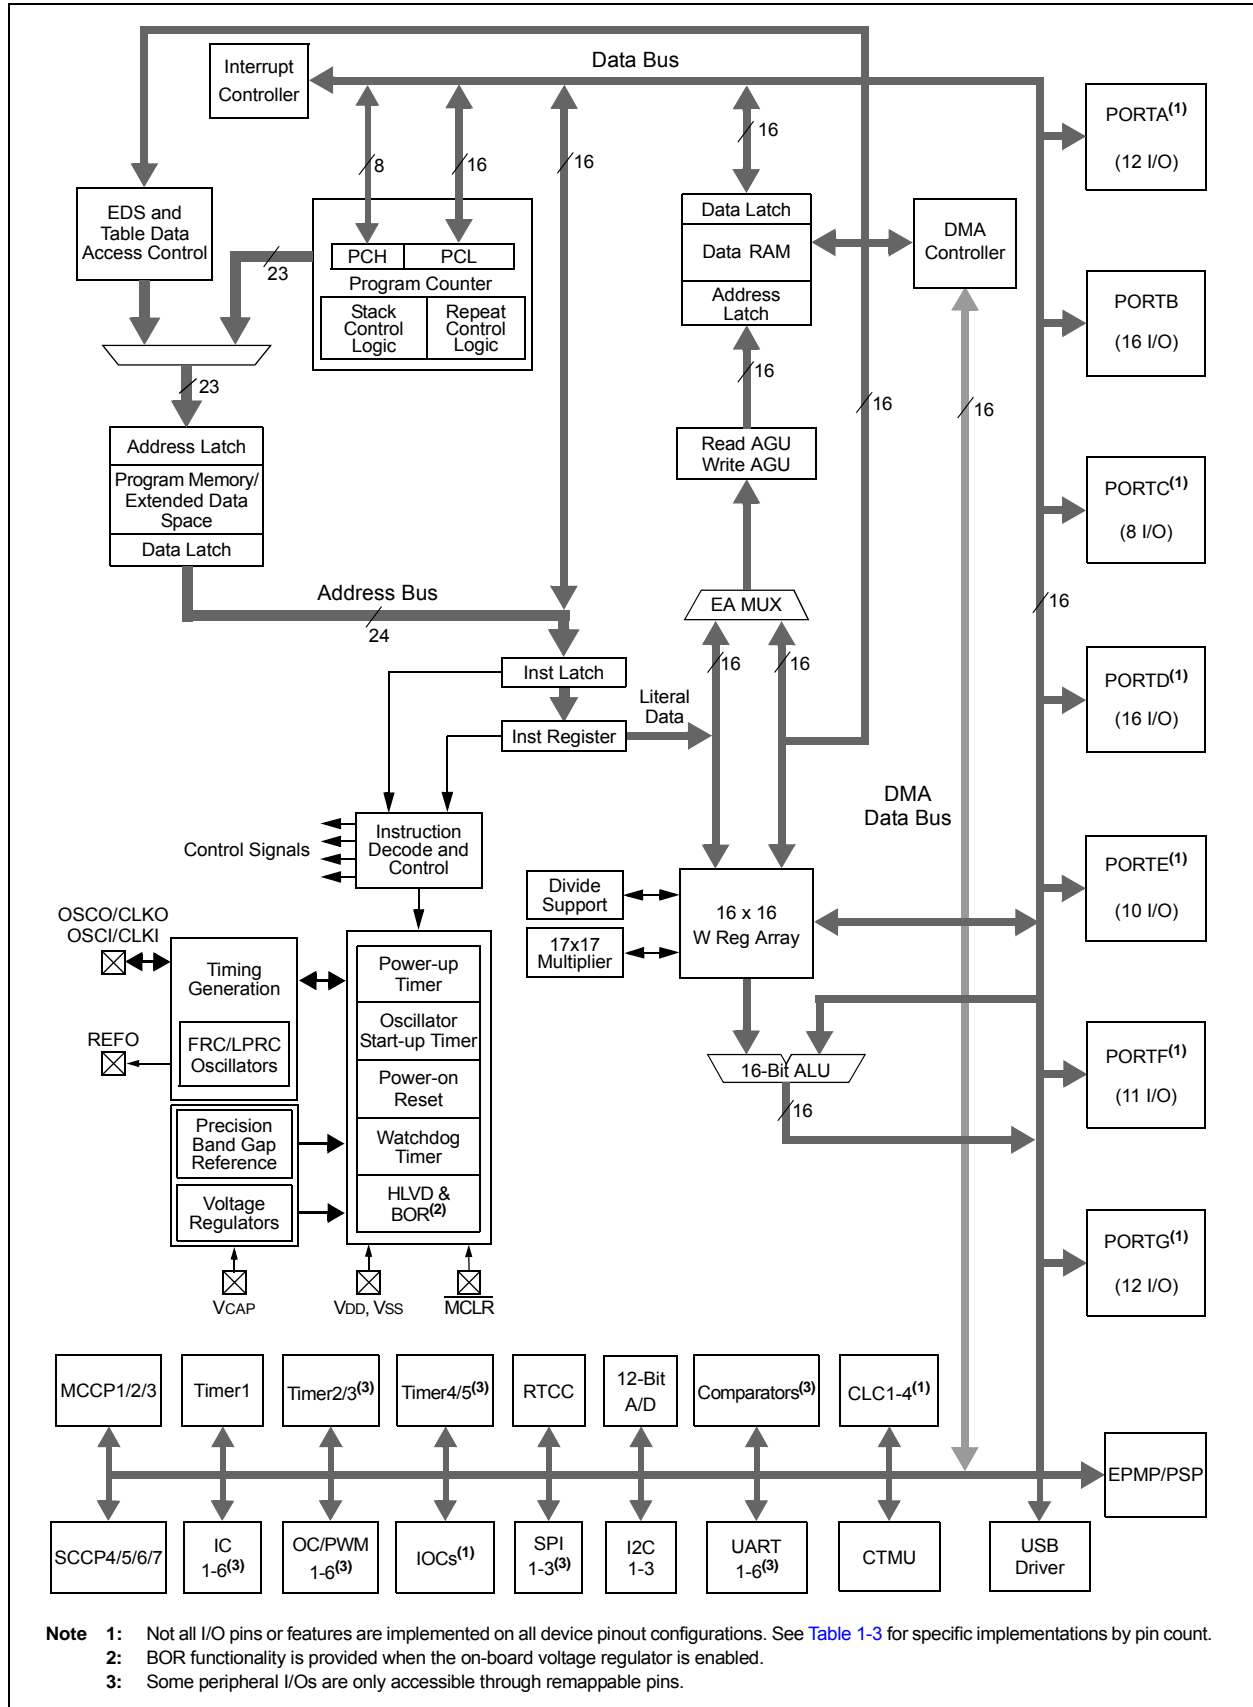 Data Bus
Interrupt
Controller
8
16
16
16
PORTA(1)
(12 I/O)
EDS and
Table Data
Access Control
23
PCH
PCL
Program Counter
Stack
Control
Logic
Repeat
Control
Logic
Data Latch
Data RAM
Address
Latch
DMA
Controller
PORTB
(16 I/O)
23
16
16
16
Address Latch
Program Memory/
Extended Data
Space
Data Latch
Read AGU
Write AGU
PORTC(1)
(8 I/O)
Address Bus
24
EA MUX
16
16
16
Inst Latch
Inst Register
Literal
Data
PORTD(1)
(16 I/O)
DMA
Data Bus
Control Signals
Instruction
Decode and
Control
Divide
Support
17x17
Multiplier
16 x 16
W Reg Array
PORTE(1)
(10 I/O)
OSCO/CLKO
OSCI/CLKI
Timing
Generation
REFO
FRC/LPRC
Oscillators
Power-up
Timer
Oscillator
Start-up Timer
Power-on
Reset
Watchdog
Timer
HLVD &
BOR(2)
16-Bit ALU
16
PORTF(1)
(11 I/O)
Precision
Band Gap
Reference
Voltage
Regulators
PORTG(1)
(12 I/O)
VCAP
VDD, VSS
MCLR
MCCP1/2/3
Timer1
Timer2/3(3)
Timer4/5(3)
RTCC
12-Bit
A/D
Comparators(3)
CLC1-4(1)
EPMP/PSP
SCCP4/5/6/7
IC
1-6(3)
OC/PWM
1-6(3)
IOCs(1)
SPI
1-3(3)
I2C
1-3
UART
1-6(3)
CTMU
USB
Driver
Note 1: Not all I/O pins or features are implemented on all device pinout configurations. See Table 1-3 for specific implementations by pin count.
2: BOR functionality is provided when the on-board voltage regulator is enabled.
3: Some peripheral I/Os are only accessible through remappable pins.